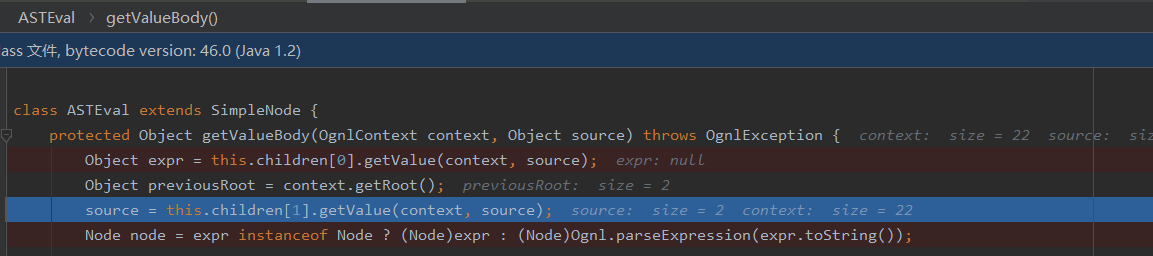 ASTEval > getValueBody()
ass 文件, bytecode version: 46.0 (Java 1.2)
class ASTEval extends SimpleNode {
protected Object getValueBody(OgnlContext context, Object source) throws OgnlException { context: size = 22 source: siz
Object expr = this.children[0].getValue(context, source); expr: null
Object previousRoot = context.getRoot(); previousRoot: size = 2
source = this.children[1].getValue(context, source); source: size = 2 context: size = 22
Node node = expr instanceof Node ? (Node)expr : (Node)Ognl.parseExpression(expr.toString());